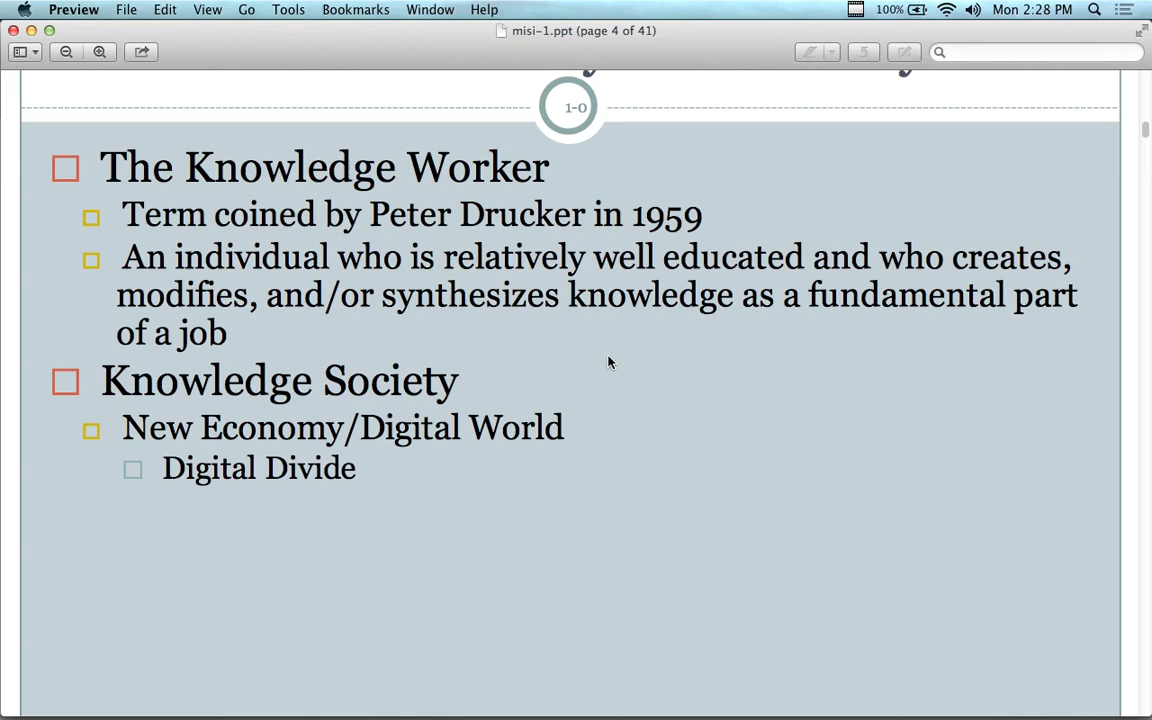 Preview File Edit View Go Tools Bookmarks Window Help 100% Mon 2:28 PM
misi-1.ppt (page 4 of 41)
1-0
The Knowledge Worker
Term coined by Peter Drucker in 1959
An individual who is relatively well educated and who creates,
modifies, and/or synthesizes knowledge as a fundamental part
of a job
Knowledge Society
New Economy/Digital World
Digital Divide